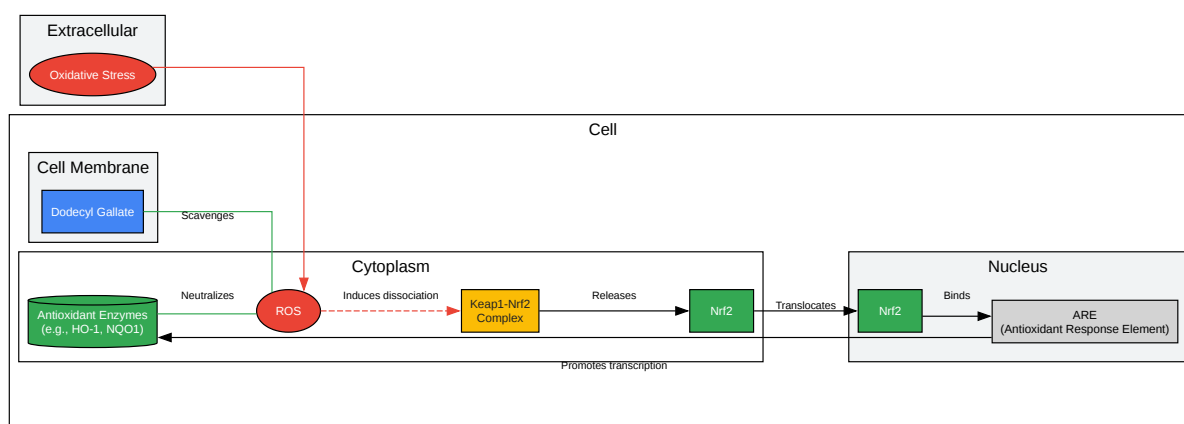 Extracellular
Oxidative Stress
Cell
Cell Membrane
Dodecyl Gallate
Scavenges
Cytoplasm
Nucleus
Antioxidant Enzymes
(e.g., HO-1, NQO1)
Neutralizes
ROS
Induces dissociation
Keap1-Nrf2
Complex
Releases
Nrf2
Translocates
Nrf2
Binds
ARE
(Antioxidant Response Element)
Promotes transcription